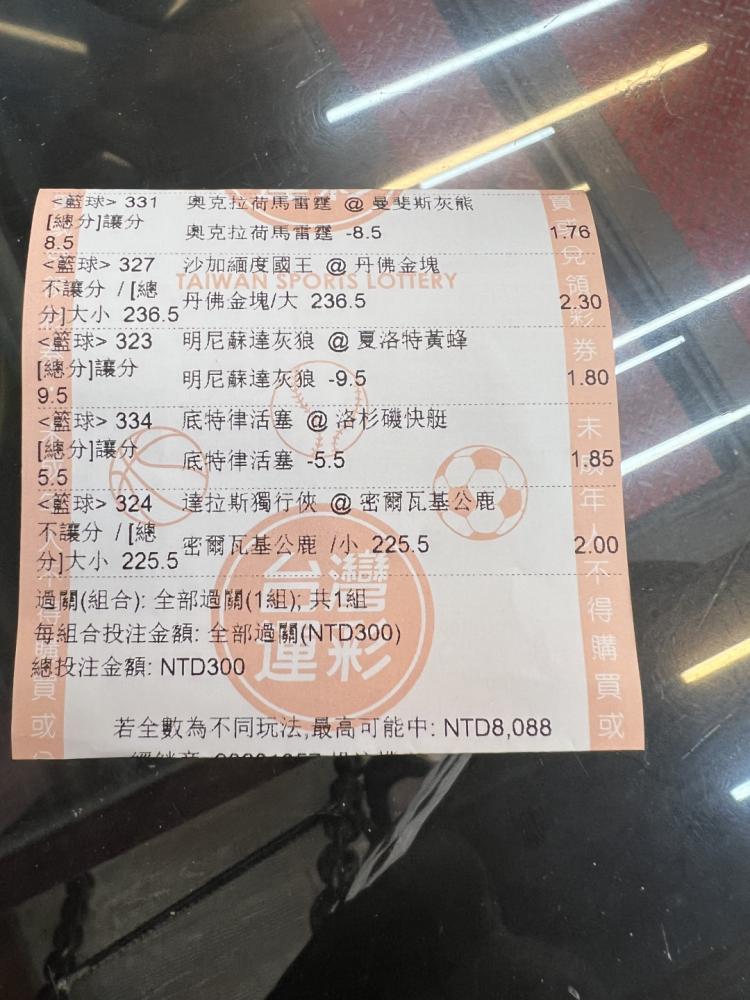 <籃球> 331 奧克拉荷馬雷霆 @ 曼斐斯灰熊
[總分]讓分
8.5 奧克拉荷馬雷霆 -8.5 1.76
<籃球> 327 沙加緬度國王 @ 丹佛金塊
TAIWAN SPORTS LOTTERY
不讓分 / [總
分]大小 236.5 丹佛金塊/大 236.5 2.30
<籃球> 323 明尼蘇達灰狼 @ 夏洛特黃蜂
[總分]讓分
9.5 明尼蘇達灰狼 -9.5 1.80
<籃球> 334 底特律活塞 @ 洛杉磯快艇
[總分]讓分
5.5 底特律活塞 -5.5 1.85
<籃球> 324 達拉斯獨行俠 @ 密爾瓦基公鹿
不讓分 / [總
分]大小 225.5 密爾瓦基公鹿 /小 225.5 2.00
台灣
運彩
過關(組合): 全部過關(1組); 共1組
每組合投注金額: 全部過關(NTD300)
總投注金額: NTD300
若全數為不同玩法,最高可能中: NTD8,088
買或兌領彩券 未成年人不得購買或